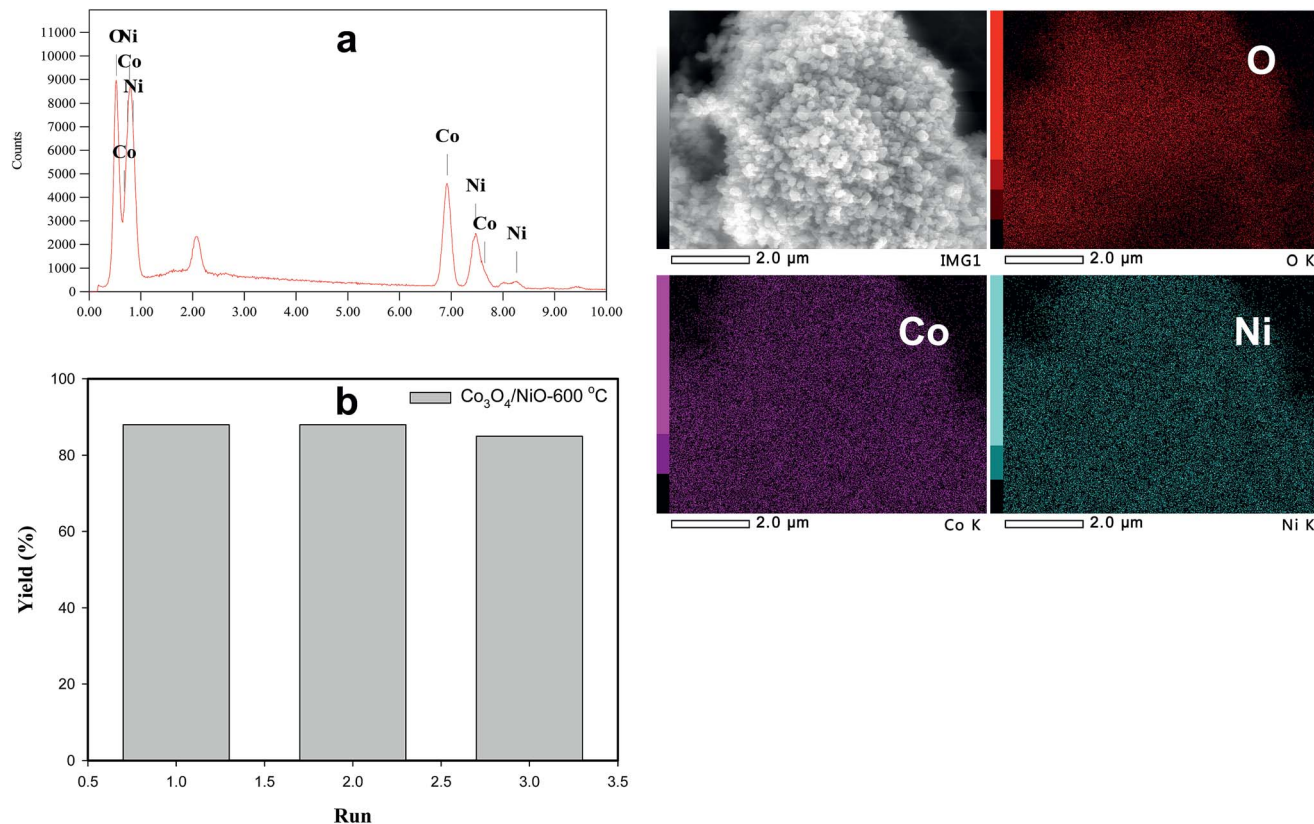 a
11000
10000
9000
8000
7000
6000
5000
4000
3000
2000
1000
0
Counts
O Ni
Co
Ni
Co
Co
Ni
Co
Ni
0.00 1.00 2.00 3.00 4.00 5.00 6.00 7.00 8.00 9.00 10.00
O
2.0 µm IMG1
2.0 µm O K
Co
Ni
2.0 µm Co K
2.0 µm Ni K
b
Co₃O₄/NiO-600 °C
100
80
60
40
20
0
Yield (%)
0.5 1.0 1.5 2.0 2.5 3.0 3.5
Run